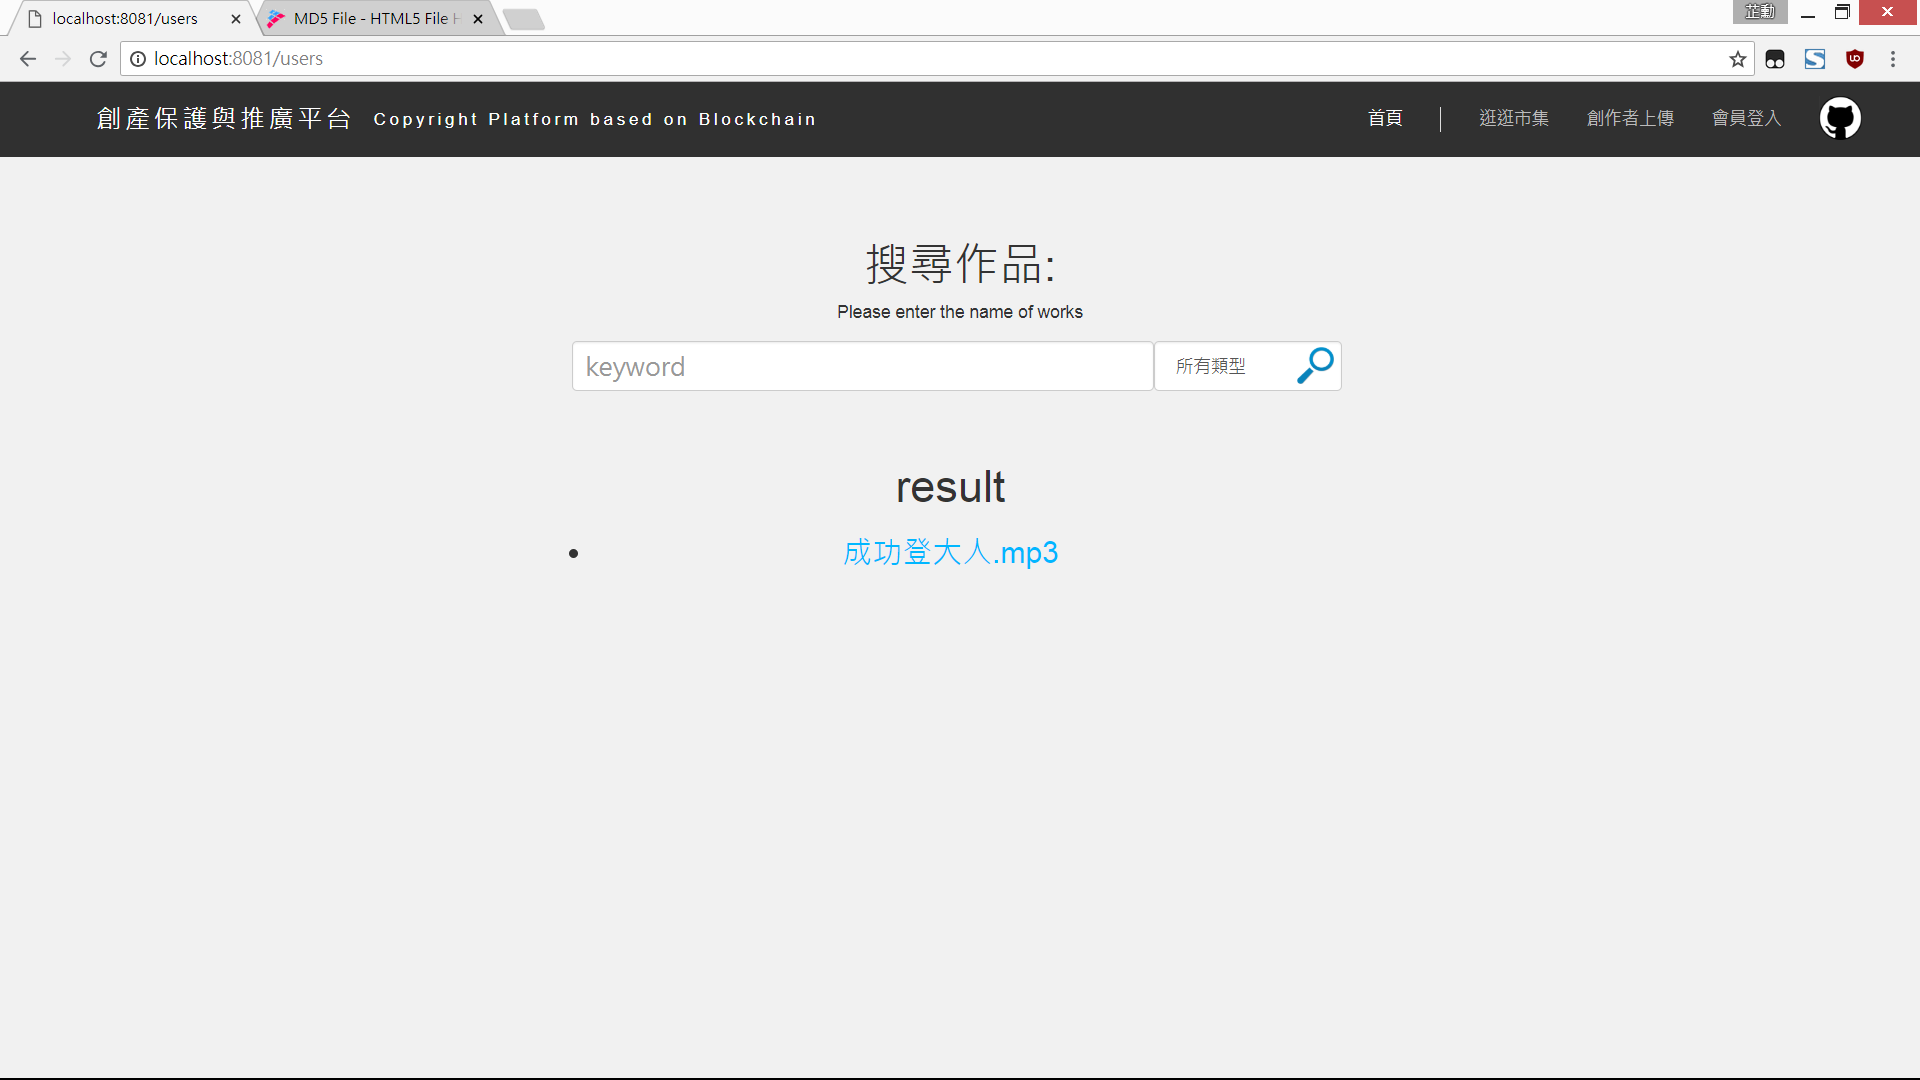 localhost:8081/users
MD5 File - HTML5 File H
芷勳
localhost:8081/users
創產保護與推廣平台 Copyright Platform based on Blockchain
首頁 逛逛市集 創作者上傳 會員登入
搜尋作品:
Please enter the name of works
keyword 所有類型
result
成功登大人.mp3